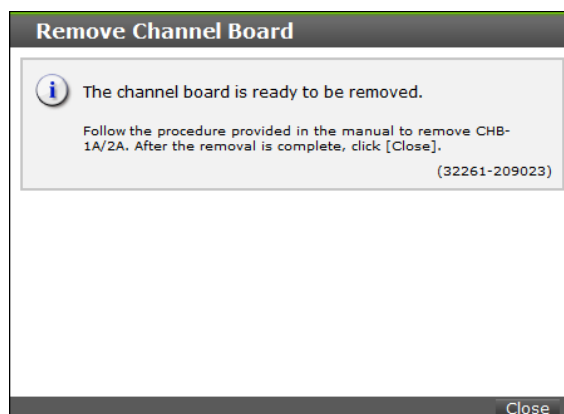 Remove Channel Board
The channel board is ready to be removed.
Follow the procedure provided in the manual to remove CHB-
1A/2A. After the removal is complete, click [Close].
(32261-209023)
Close